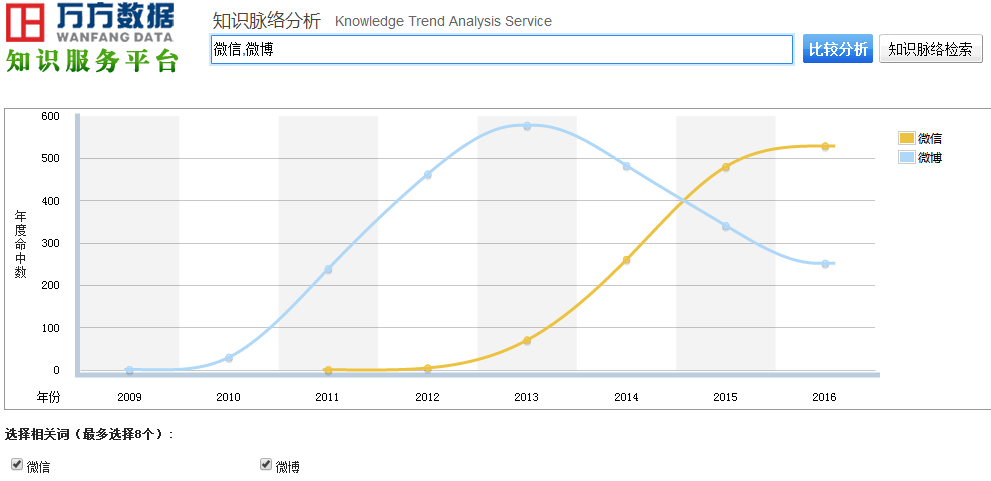 万方数据
WANFANG DATA
知识服务平台
知识脉络分析 Knowledge Trend Analysis Service
微信,微博
比较分析
知识脉络检索
600
500
400
300
200
100
0
年度命中数
微信
微博
年份 2009 2010 2011 2012 2013 2014 2015 2016
选择相关词（最多选择8个）:
微信 微博